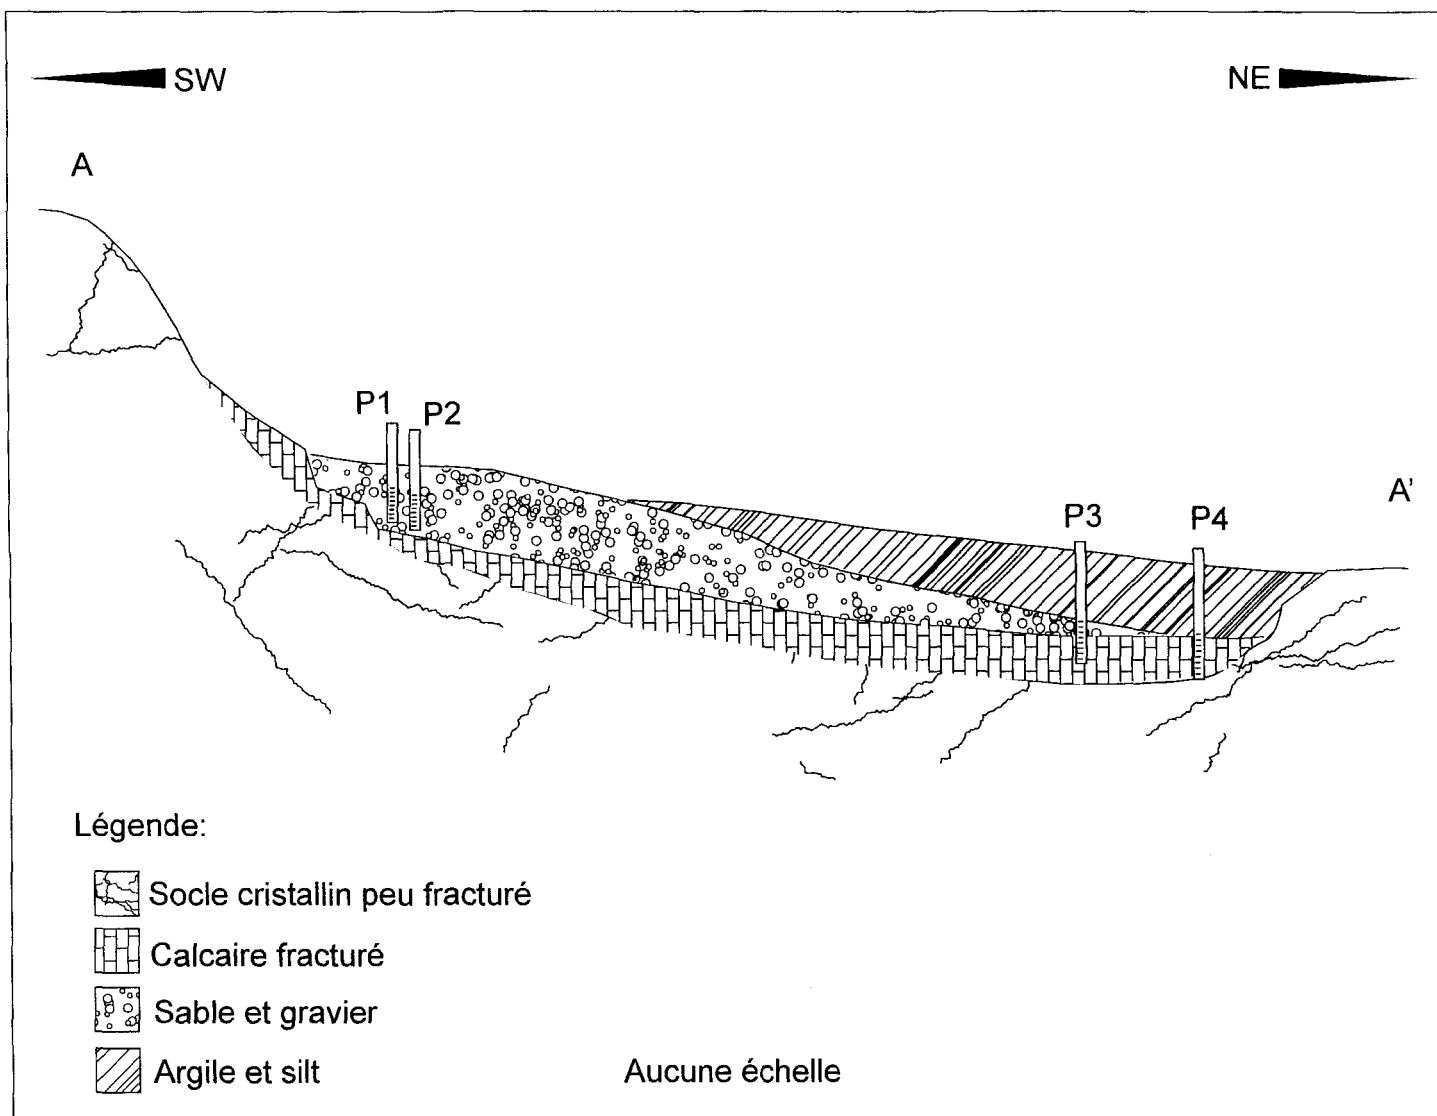 SW
NE
A
P1
P2
A'
P3
P4
Légende:
Socle cristallin peu fracturé
Calcaire fracturé
Sable et gravier
Argile et silt
Aucune échelle